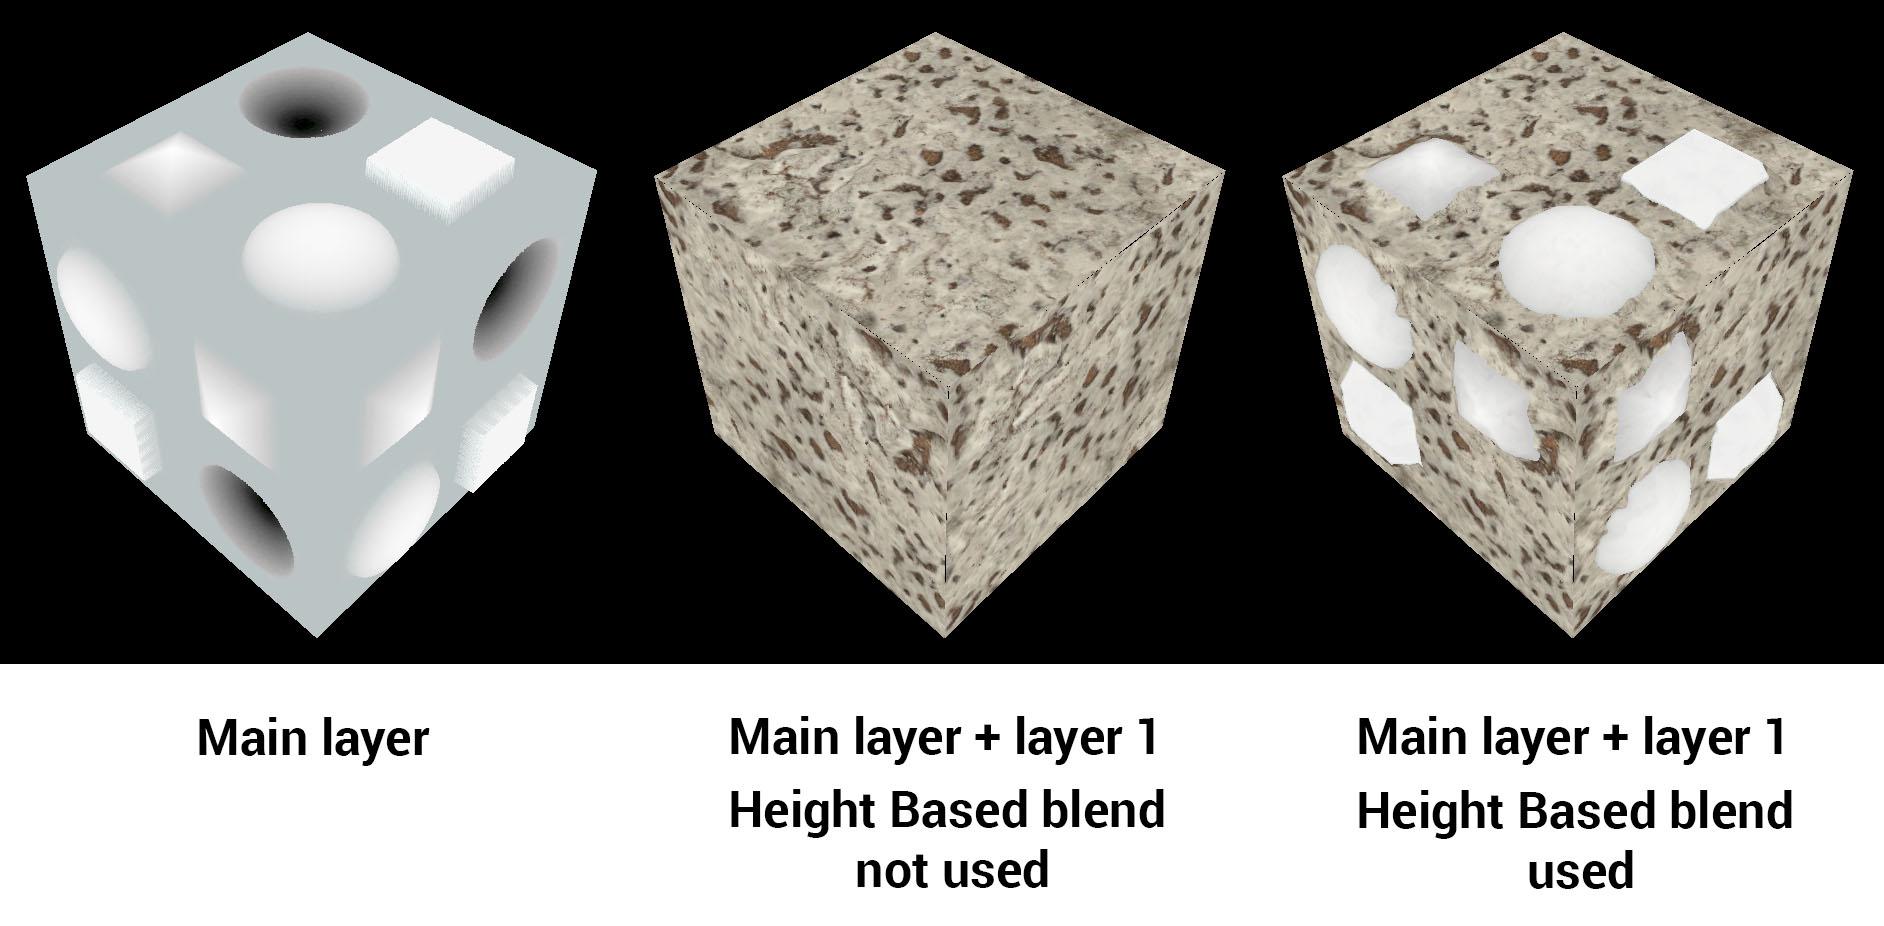 Main layer
Main layer + layer 1
Height Based blend
not used
Main layer + layer 1
Height Based blend
used